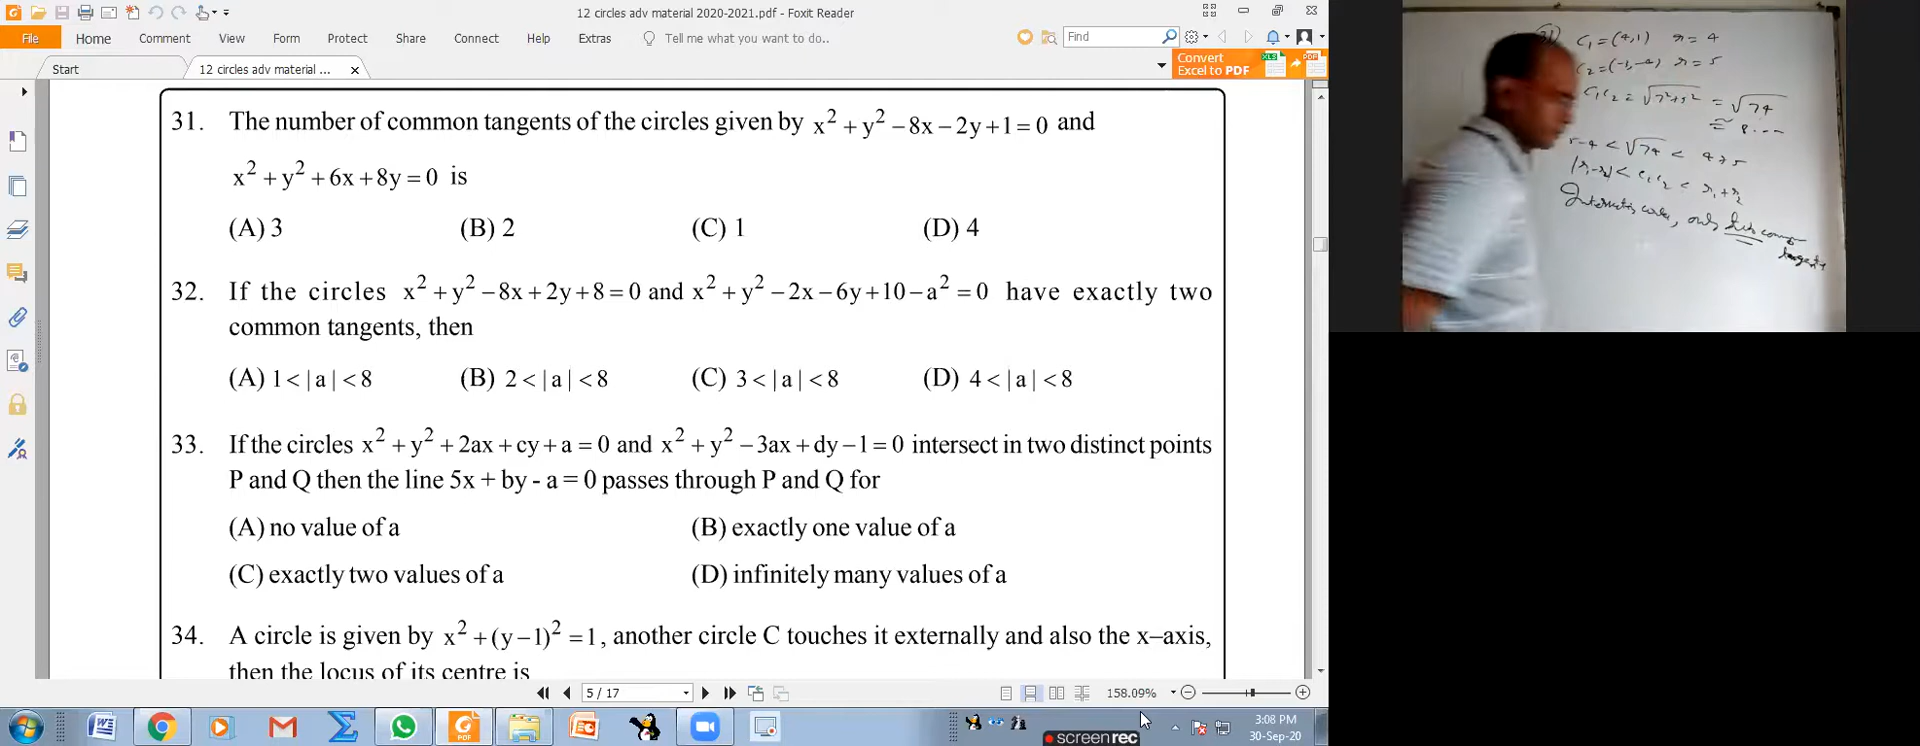 12 circles adv material 2020-2021.pdf - Foxit Reader
File Home Comment View Form Protect Share Connect Help Extras Tell me what you want to do.. Find
Start 12 circles adv material ... Convert Excel to PDF
31. The number of common tangents of the circles given by x² + y² − 8x − 2y + 1 = 0 and
x² + y² + 6x + 8y = 0 is
(A) 3 (B) 2 (C) 1 (D) 4
32. If the circles x² + y² − 8x + 2y + 8 = 0 and x² + y² − 2x − 6y + 10 − a² = 0 have exactly two
common tangents, then
(A) 1 < | a | < 8 (B) 2 < | a | < 8 (C) 3 < | a | < 8 (D) 4 < | a | < 8
33. If the circles x² + y² + 2ax + cy + a = 0 and x² + y² − 3ax + dy − 1 = 0 intersect in two distinct points
P and Q then the line 5x + by - a = 0 passes through P and Q for
(A) no value of a (B) exactly one value of a
(C) exactly two values of a (D) infinitely many values of a
34. A circle is given by x² + (y − 1)² = 1, another circle C touches it externally and also the x–axis,
then the locus of its centre is
5 / 17 158.09%
3:08 PM
screen rec 30-Sep-20
C₁ = (4,1) r = 4
r = 5
C₁C₂ = √7²+5² = √74
≅ 8....
5-4 < √74 < 4+5
|r₁-r₂| < C₁C₂ < r₁+r₂
only
tangents